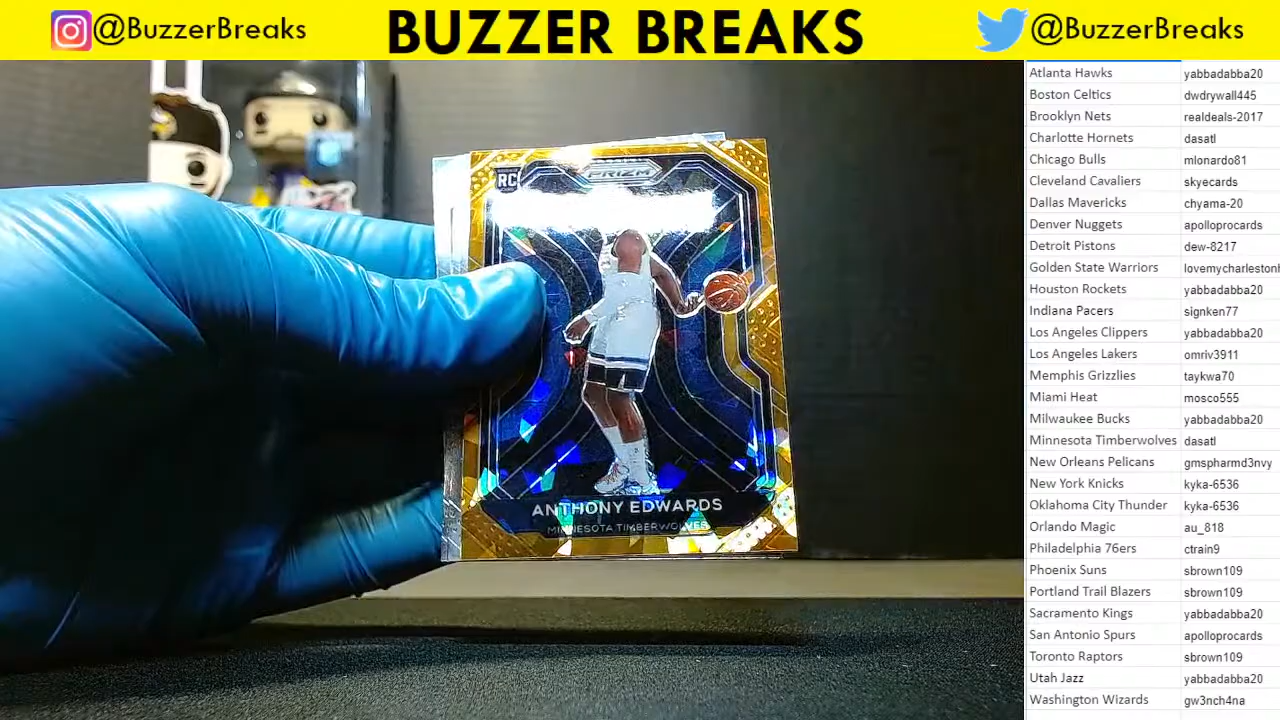 @BuzzerBreaks
BUZZER BREAKS
@BuzzerBreaks
RC
PRIZM
ANTHONY EDWARDS
MINNESOTA TIMBERWOLVES
Atlanta Hawks yabbadabba20
Boston Celtics dwdrywall445
Brooklyn Nets realdeals-2017
Charlotte Hornets dasatl
Chicago Bulls mlonardo81
Cleveland Cavaliers skyecards
Dallas Mavericks chyama-20
Denver Nuggets apolloprocards
Detroit Pistons dew-8217
Golden State Warriors lovemycharlestonh
Houston Rockets yabbadabba20
Indiana Pacers signken77
Los Angeles Clippers yabbadabba20
Los Angeles Lakers omriv3911
Memphis Grizzlies taykwa70
Miami Heat mosco555
Milwaukee Bucks yabbadabba20
Minnesota Timberwolves dasatl
New Orleans Pelicans gmspharmd3nvy
New York Knicks kyka-6536
Oklahoma City Thunder kyka-6536
Orlando Magic au_818
Philadelphia 76ers ctrain9
Phoenix Suns sbrown109
Portland Trail Blazers sbrown109
Sacramento Kings yabbadabba20
San Antonio Spurs apolloprocards
Toronto Raptors sbrown109
Utah Jazz yabbadabba20
Washington Wizards gw3nch4na